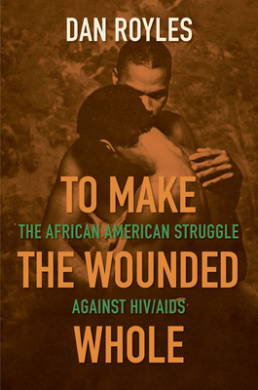 DAN ROYLES
TO MAKE
THE AFRICAN AMERICAN STRUGGLE
THE WOUNDED
AGAINST HIV/AIDS
WHOLE